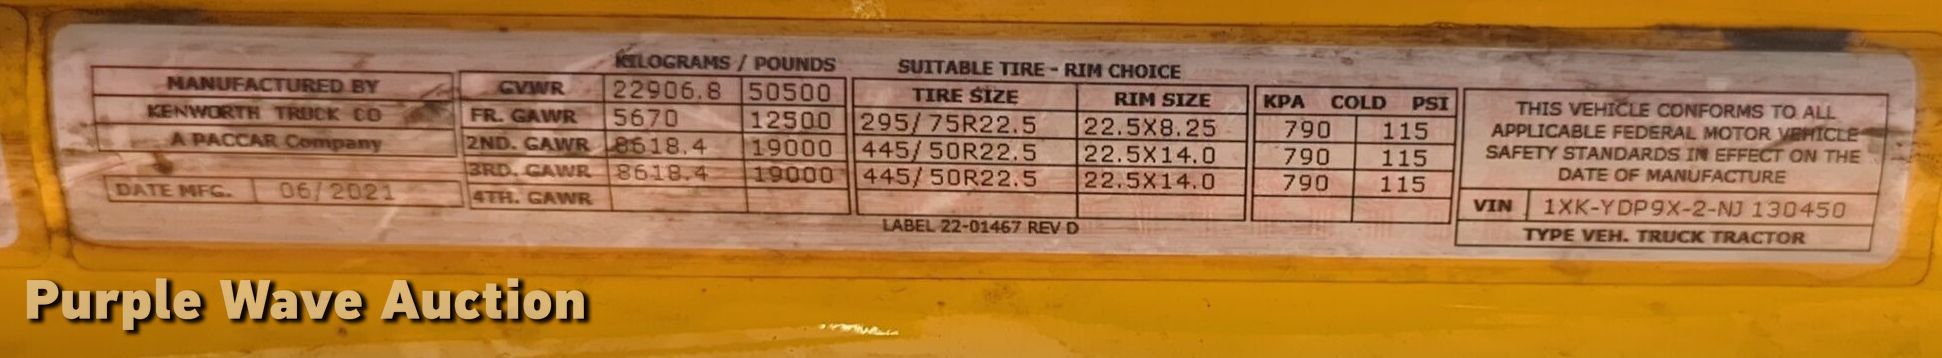 KILOGRAMS / POUNDS
SUITABLE TIRE - RIM CHOICE
MANUFACTURED BY
KENWORTH TRUCK CO
A PACCAR Company
DATE MFG. 06/2021
GVWR 22906.8 50500
FR. GAWR 5670 12500
2ND. GAWR 8618.4 19000
3RD. GAWR 8618.4 19000
4TH. GAWR
TIRE SIZE RIM SIZE
295/75R22.5 22.5X8.25
445/50R22.5 22.5X14.0
445/50R22.5 22.5X14.0
KPA COLD PSI
790 115
790 115
790 115
LABEL 22-01467 REV D
THIS VEHICLE CONFORMS TO ALL
APPLICABLE FEDERAL MOTOR VEHICLE
SAFETY STANDARDS IN EFFECT ON THE
DATE OF MANUFACTURE
VIN 1XK-YDP9X-2-NJ 130450
TYPE VEH. TRUCK TRACTOR
Purple Wave Auction